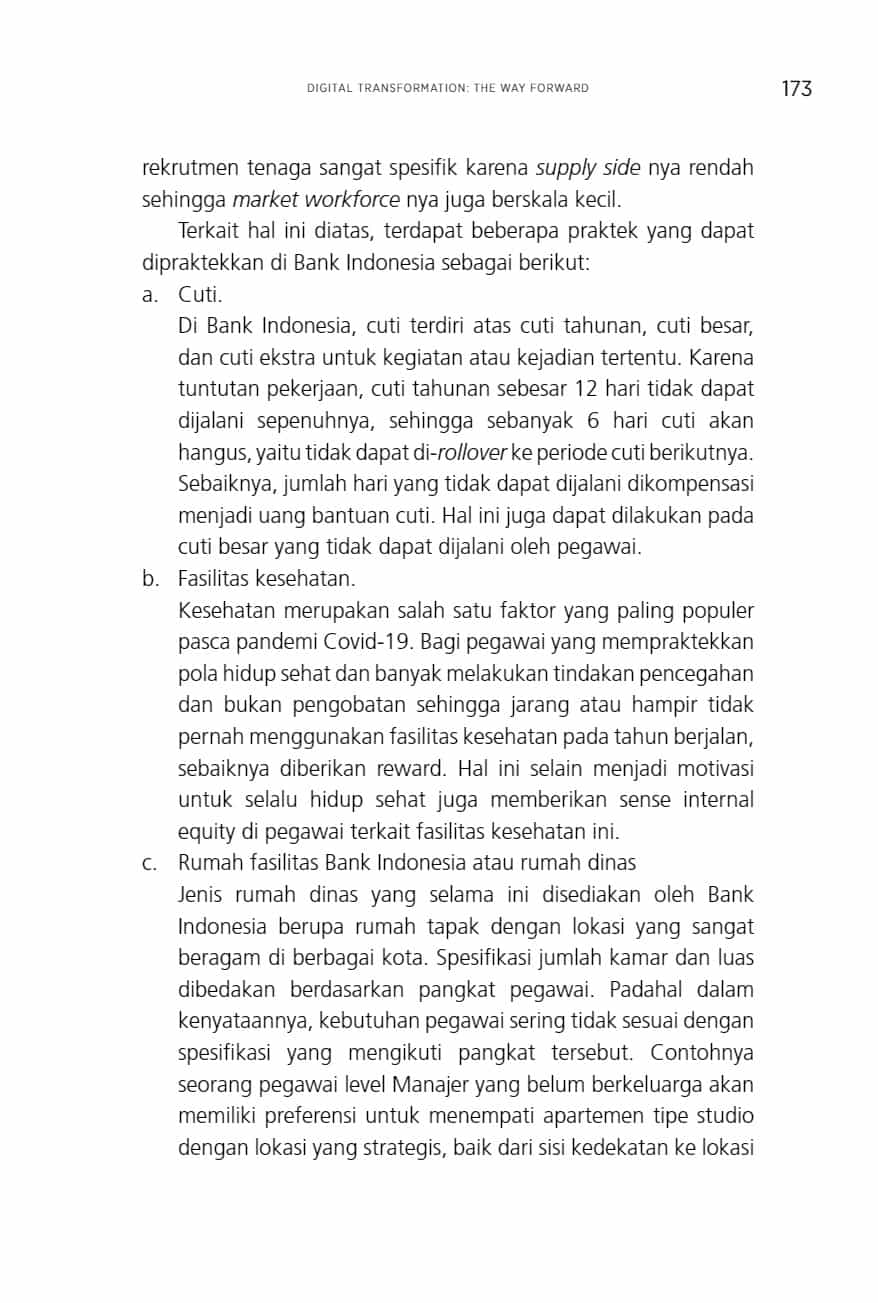 DIGITAL TRANSFORMATION: THE WAY FORWARD 173
rekrutmen tenaga sangat spesifik karena supply side nya rendah
sehingga market workforce nya juga berskala kecil.
Terkait hal ini diatas, terdapat beberapa praktek yang dapat
dipraktekkan di Bank Indonesia sebagai berikut:
a. Cuti.
Di Bank Indonesia, cuti terdiri atas cuti tahunan, cuti besar,
dan cuti ekstra untuk kegiatan atau kejadian tertentu. Karena
tuntutan pekerjaan, cuti tahunan sebesar 12 hari tidak dapat
dijalani sepenuhnya, sehingga sebanyak 6 hari cuti akan
hangus, yaitu tidak dapat di-rollover ke periode cuti berikutnya.
Sebaiknya, jumlah hari yang tidak dapat dijalani dikompensasi
menjadi uang bantuan cuti. Hal ini juga dapat dilakukan pada
cuti besar yang tidak dapat dijalani oleh pegawai.
b. Fasilitas kesehatan.
Kesehatan merupakan salah satu faktor yang paling populer
pasca pandemi Covid-19. Bagi pegawai yang mempraktekkan
pola hidup sehat dan banyak melakukan tindakan pencegahan
dan bukan pengobatan sehingga jarang atau hampir tidak
pernah menggunakan fasilitas kesehatan pada tahun berjalan,
sebaiknya diberikan reward. Hal ini selain menjadi motivasi
untuk selalu hidup sehat juga memberikan sense internal
equity di pegawai terkait fasilitas kesehatan ini.
c. Rumah fasilitas Bank Indonesia atau rumah dinas
Jenis rumah dinas yang selama ini disediakan oleh Bank
Indonesia berupa rumah tapak dengan lokasi yang sangat
beragam di berbagai kota. Spesifikasi jumlah kamar dan luas
dibedakan berdasarkan pangkat pegawai. Padahal dalam
kenyataannya, kebutuhan pegawai sering tidak sesuai dengan
spesifikasi yang mengikuti pangkat tersebut. Contohnya
seorang pegawai level Manajer yang belum berkeluarga akan
memiliki preferensi untuk menempati apartemen tipe studio
dengan lokasi yang strategis, baik dari sisi kedekatan ke lokasi